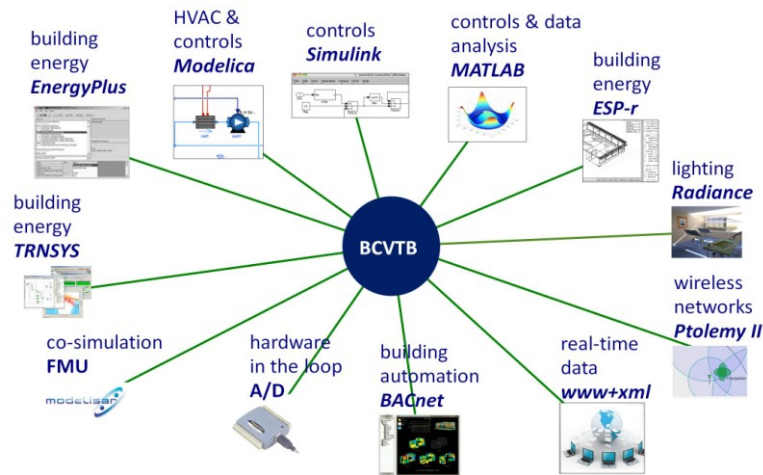 building
energy
EnergyPlus
HVAC &
controls
Modelica
controls
Simulink
controls & data
analysis
MATLAB
building
energy
ESP-r
lighting
Radiance
building
energy
TRNSYS
BCVTB
wireless
networks
Ptolemy II
co-simulation
FMU
modelisar
hardware
in the loop
A/D
building
automation
BACnet
real-time
data
www+xml